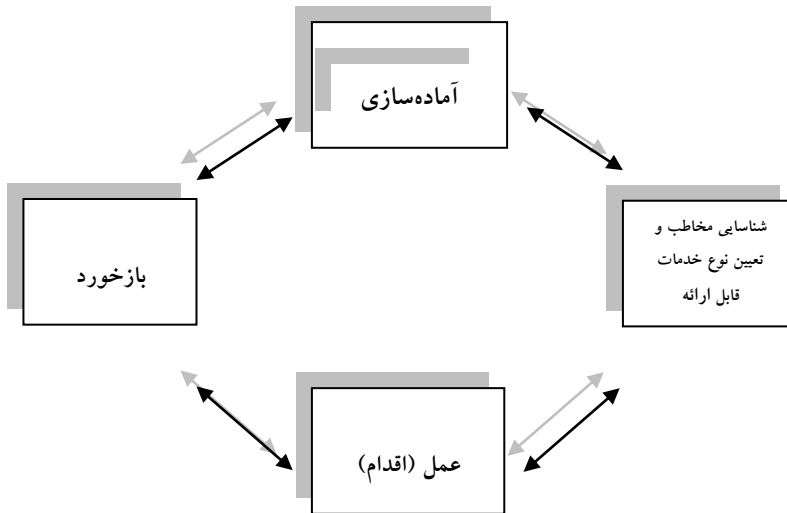 آماده‌سازی
شناسایی مخاطب و
تعیین نوع خدمات
قابل ارائه
بازخورد
عمل (اقدام)